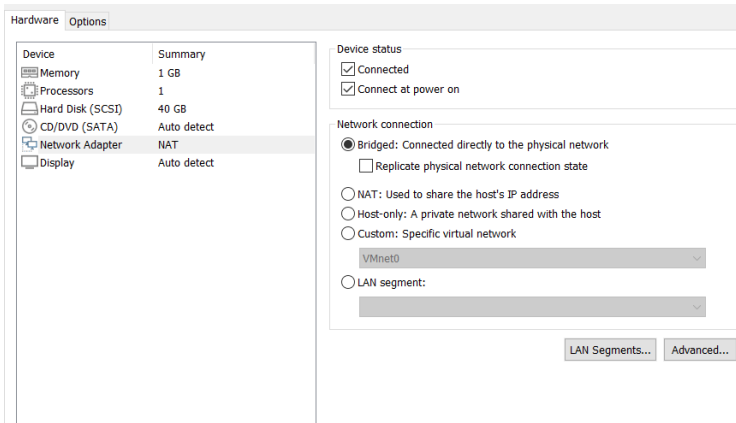 Hardware Options
Device Summary
Memory 1 GB
Processors 1
Hard Disk (SCSI) 40 GB
CD/DVD (SATA) Auto detect
Network Adapter NAT
Display Auto detect
Device status
Connected
Connect at power on
Network connection
Bridged: Connected directly to the physical network
Replicate physical network connection state
NAT: Used to share the host's IP address
Host-only: A private network shared with the host
Custom: Specific virtual network
VMnet0
LAN segment:
LAN Segments... Advanced...